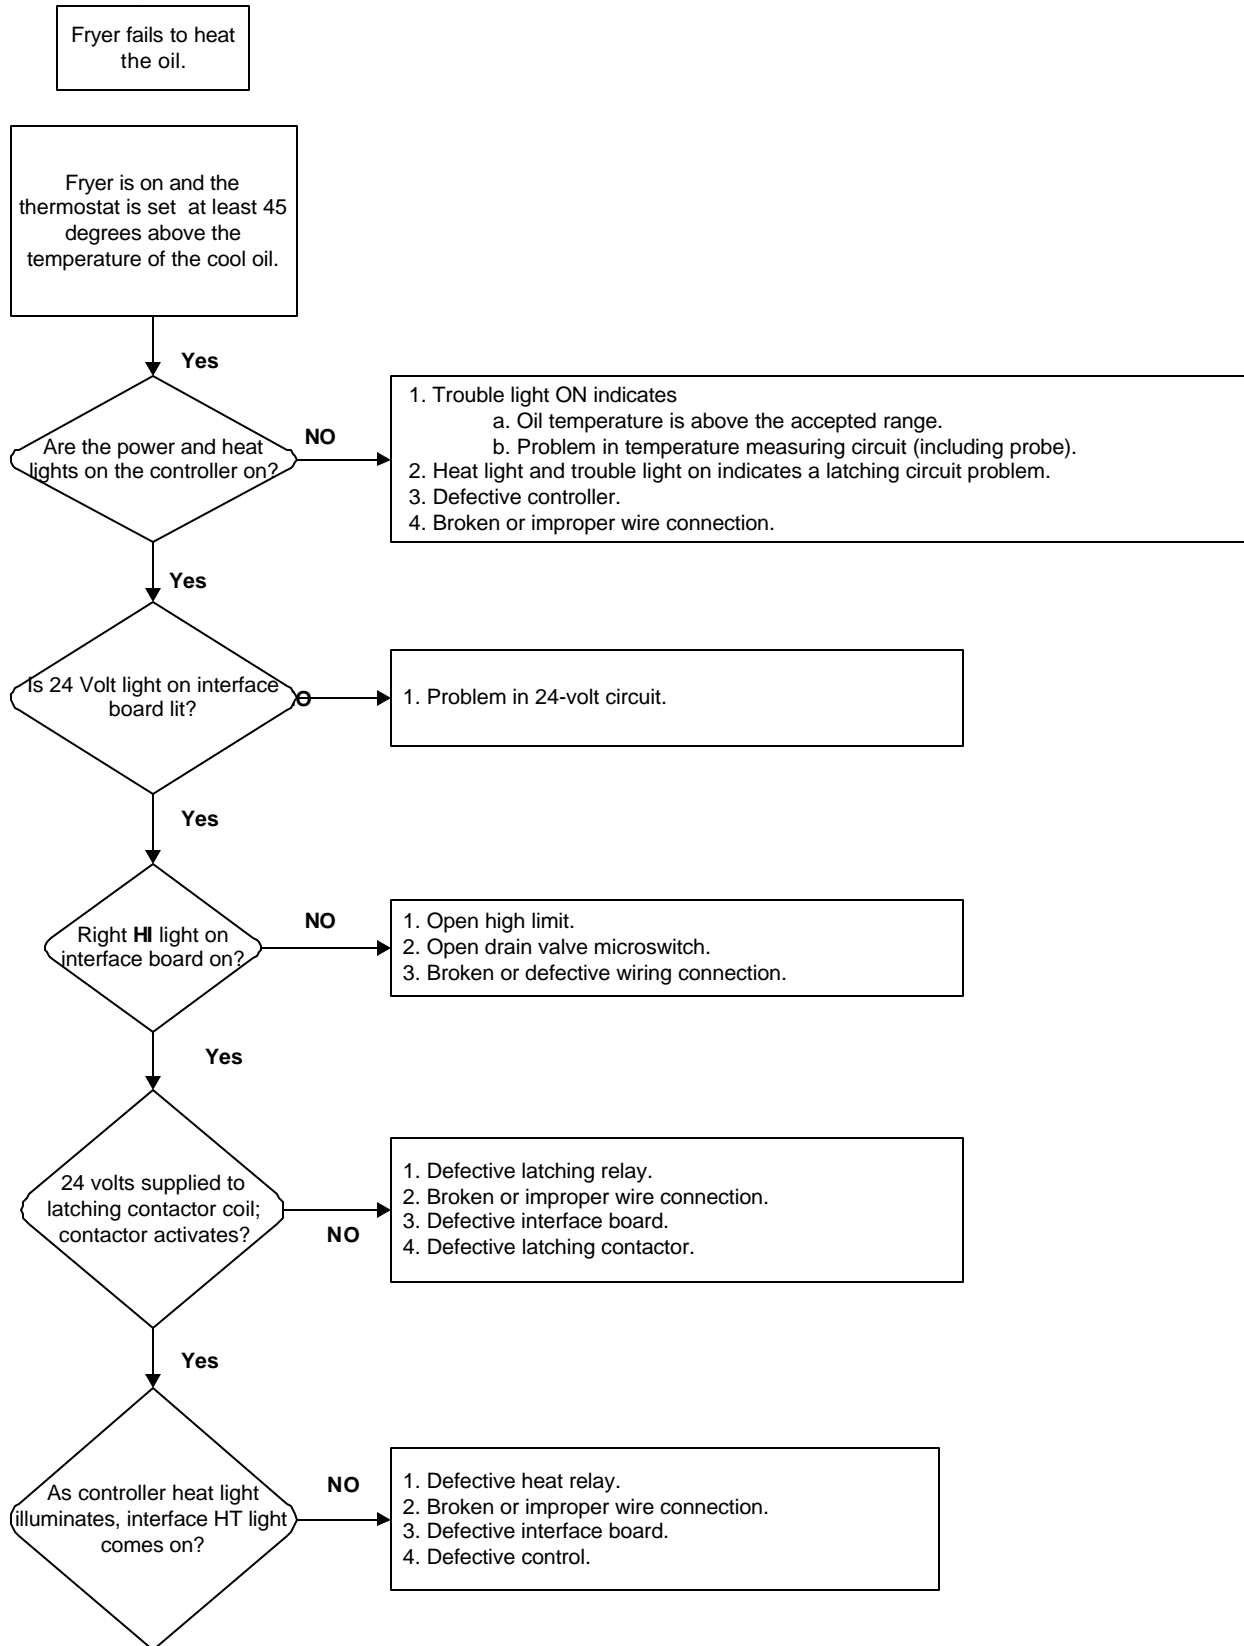 Fryer fails to heat
the oil.
Fryer is on and the
thermostat is set at least 45
degrees above the
temperature of the cool oil.
Yes
Are the power and heat
lights on the controller on?
NO
1. Trouble light ON indicates
a. Oil temperature is above the accepted range.
b. Problem in temperature measuring circuit (including probe).
2. Heat light and trouble light on indicates a latching circuit problem.
3. Defective controller.
4. Broken or improper wire connection.
Yes
Is 24 Volt light on interface
board lit?
O
1. Problem in 24-volt circuit.
Yes
Right HI light on
interface board on?
NO
1. Open high limit.
2. Open drain valve microswitch.
3. Broken or defective wiring connection.
Yes
24 volts supplied to
latching contactor coil;
contactor activates?
NO
1. Defective latching relay.
2. Broken or improper wire connection.
3. Defective interface board.
4. Defective latching contactor.
Yes
As controller heat light
illuminates, interface HT light
comes on?
NO
1. Defective heat relay.
2. Broken or improper wire connection.
3. Defective interface board.
4. Defective control.